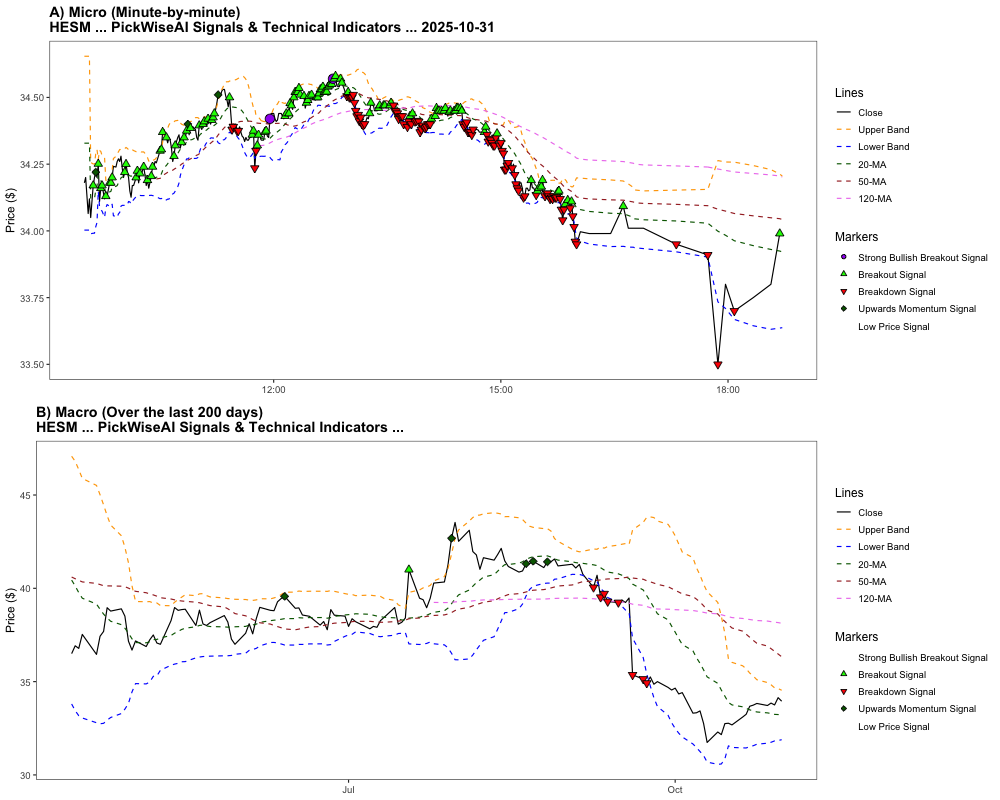 A) Micro (Minute-by-minute)
HESM ... PickWiseAI Signals & Technical Indicators ... 2025-10-31
Price ($)
34.50
34.25
34.00
33.75
33.50
12:00
15:00
18:00
Lines
Close
Upper Band
Lower Band
20-MA
50-MA
120-MA
Markers
Strong Bullish Breakout Signal
Breakout Signal
Breakdown Signal
Upwards Momentum Signal
Low Price Signal
B) Macro (Over the last 200 days)
HESM ... PickWiseAI Signals & Technical Indicators ...
Price ($)
45
40
35
30
Jul
Oct
Lines
Close
Upper Band
Lower Band
20-MA
50-MA
120-MA
Markers
Strong Bullish Breakout Signal
Breakout Signal
Breakdown Signal
Upwards Momentum Signal
Low Price Signal